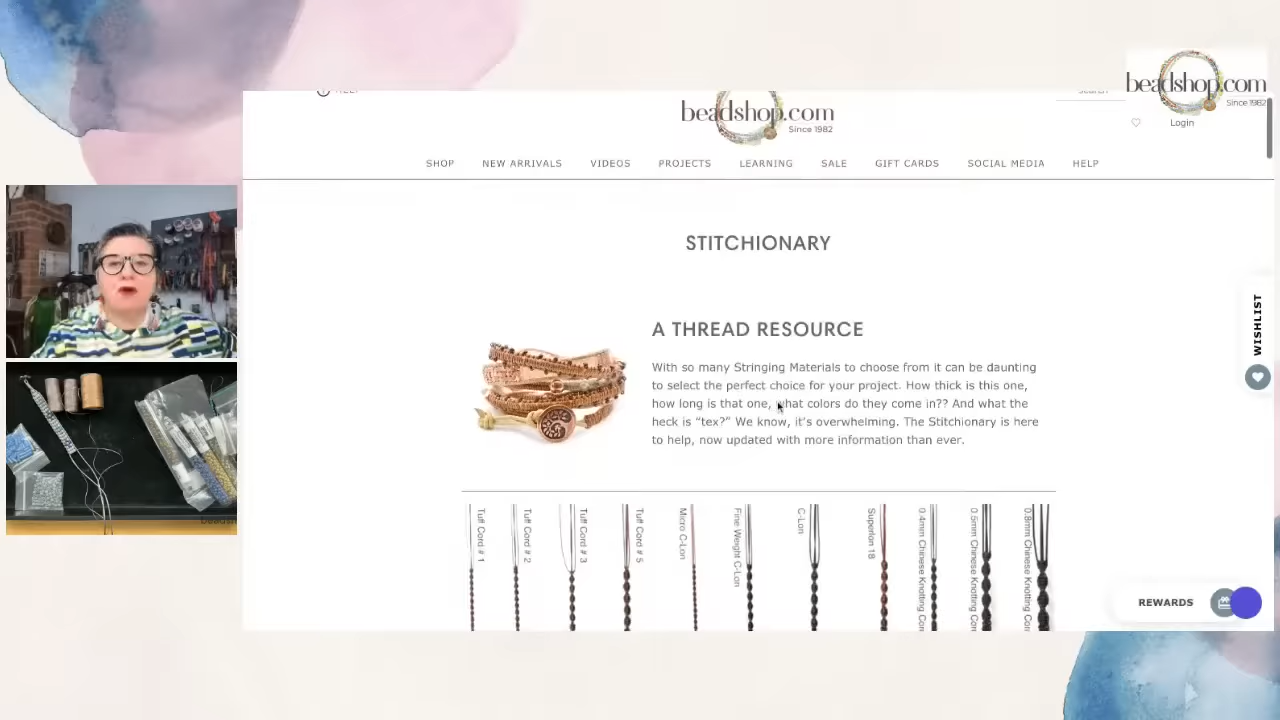 HELP
search
beadshop.com
Since 1982
beadshop.com
Since 1982
Login
SHOP NEW ARRIVALS VIDEOS PROJECTS LEARNING SALE GIFT CARDS SOCIAL MEDIA HELP
STITCHIONARY
A THREAD RESOURCE
With so many Stringing Materials to choose from it can be daunting
to select the perfect choice for your project. How thick is this one,
how long is that one, what colors do they come in?? And what the
heck is “tex?” We know, it’s overwhelming. The Stitchionary is here
to help, now updated with more information than ever.
WISHLIST
Tuff Cord # 1
Tuff Cord # 2
Tuff Cord # 3
Tuff Cord # 5
Micro C-Lon
Fine Weight C-Lon
C-Lon
Superlon 18
0.4mm Chinese Knotting Cor
0.5mm Chinese Knotting Cor
0.8mm Chinese Knotting Cor
REWARDS